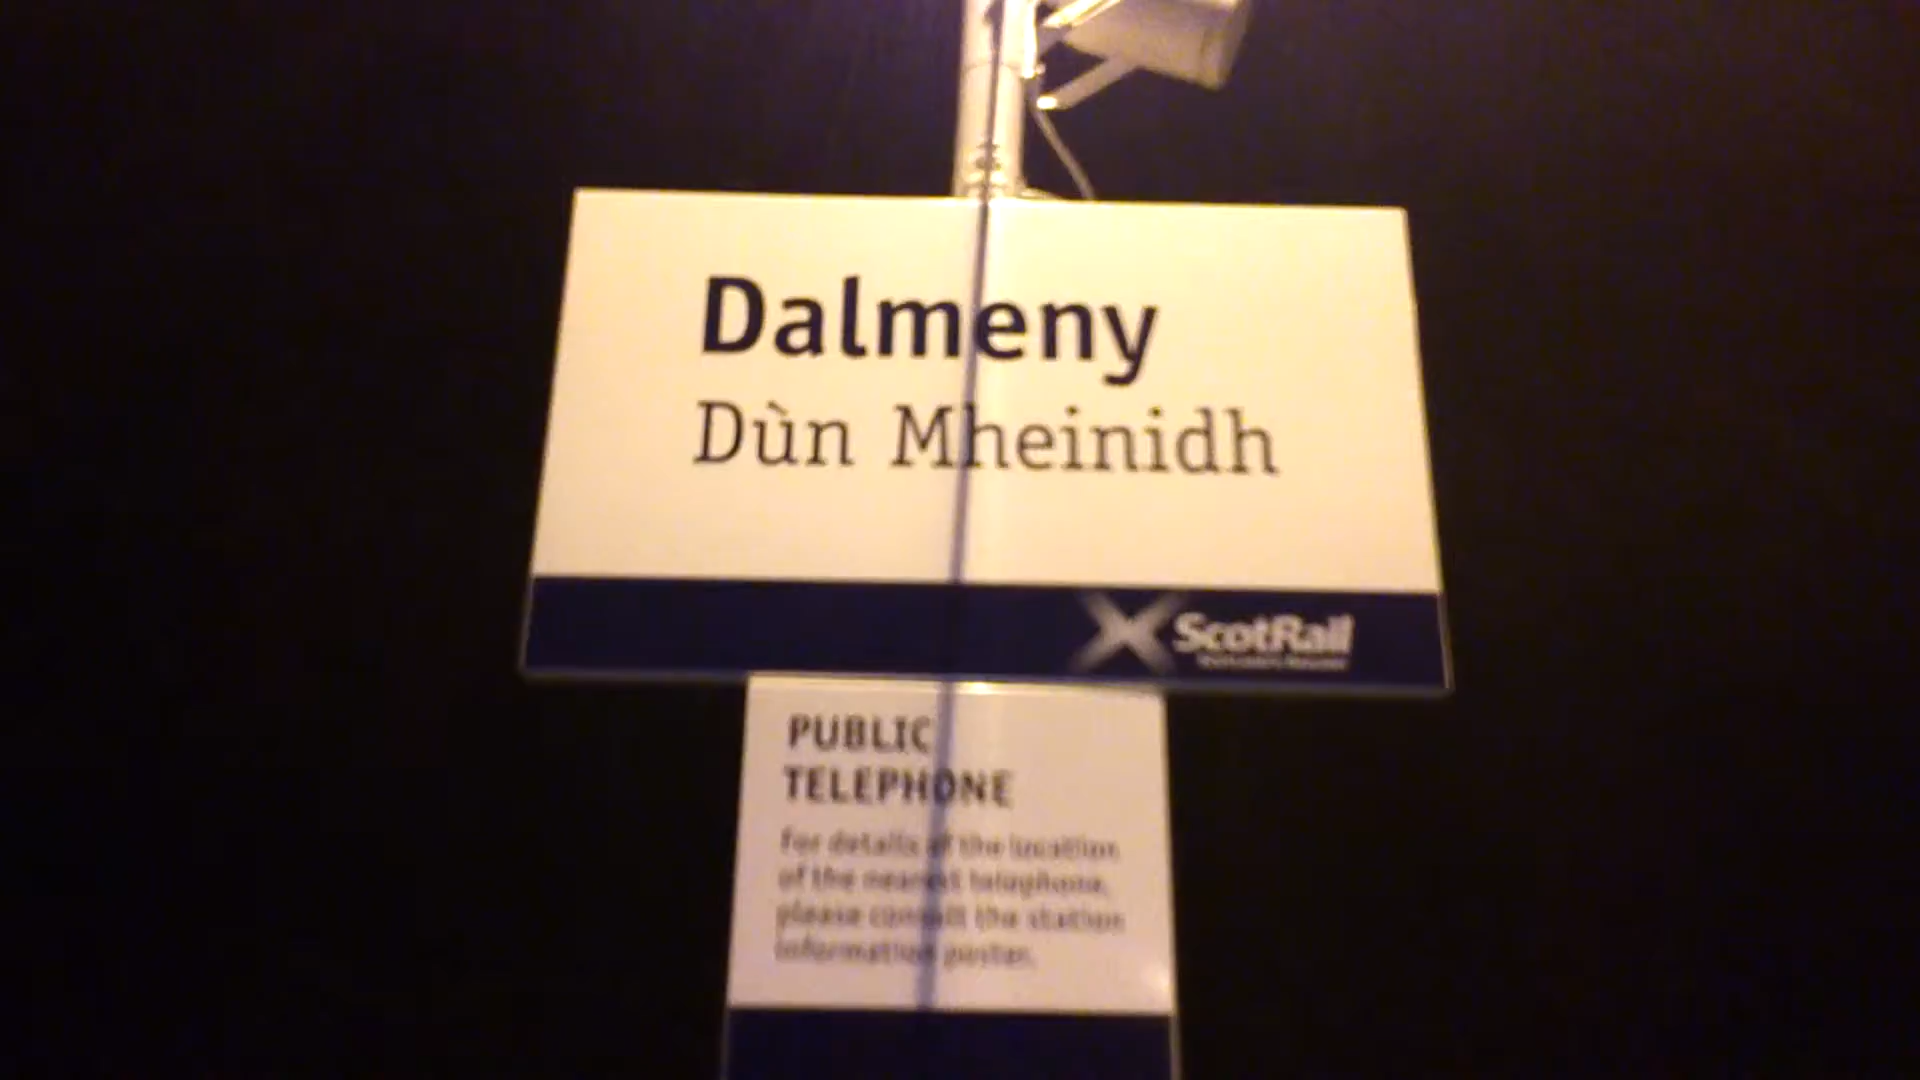 Dalmeny
Dùn Mheinidh
ScotRail
PUBLIC
TELEPHONE
For details of the location
of the nearest telephone,
please consult the station
information poster.